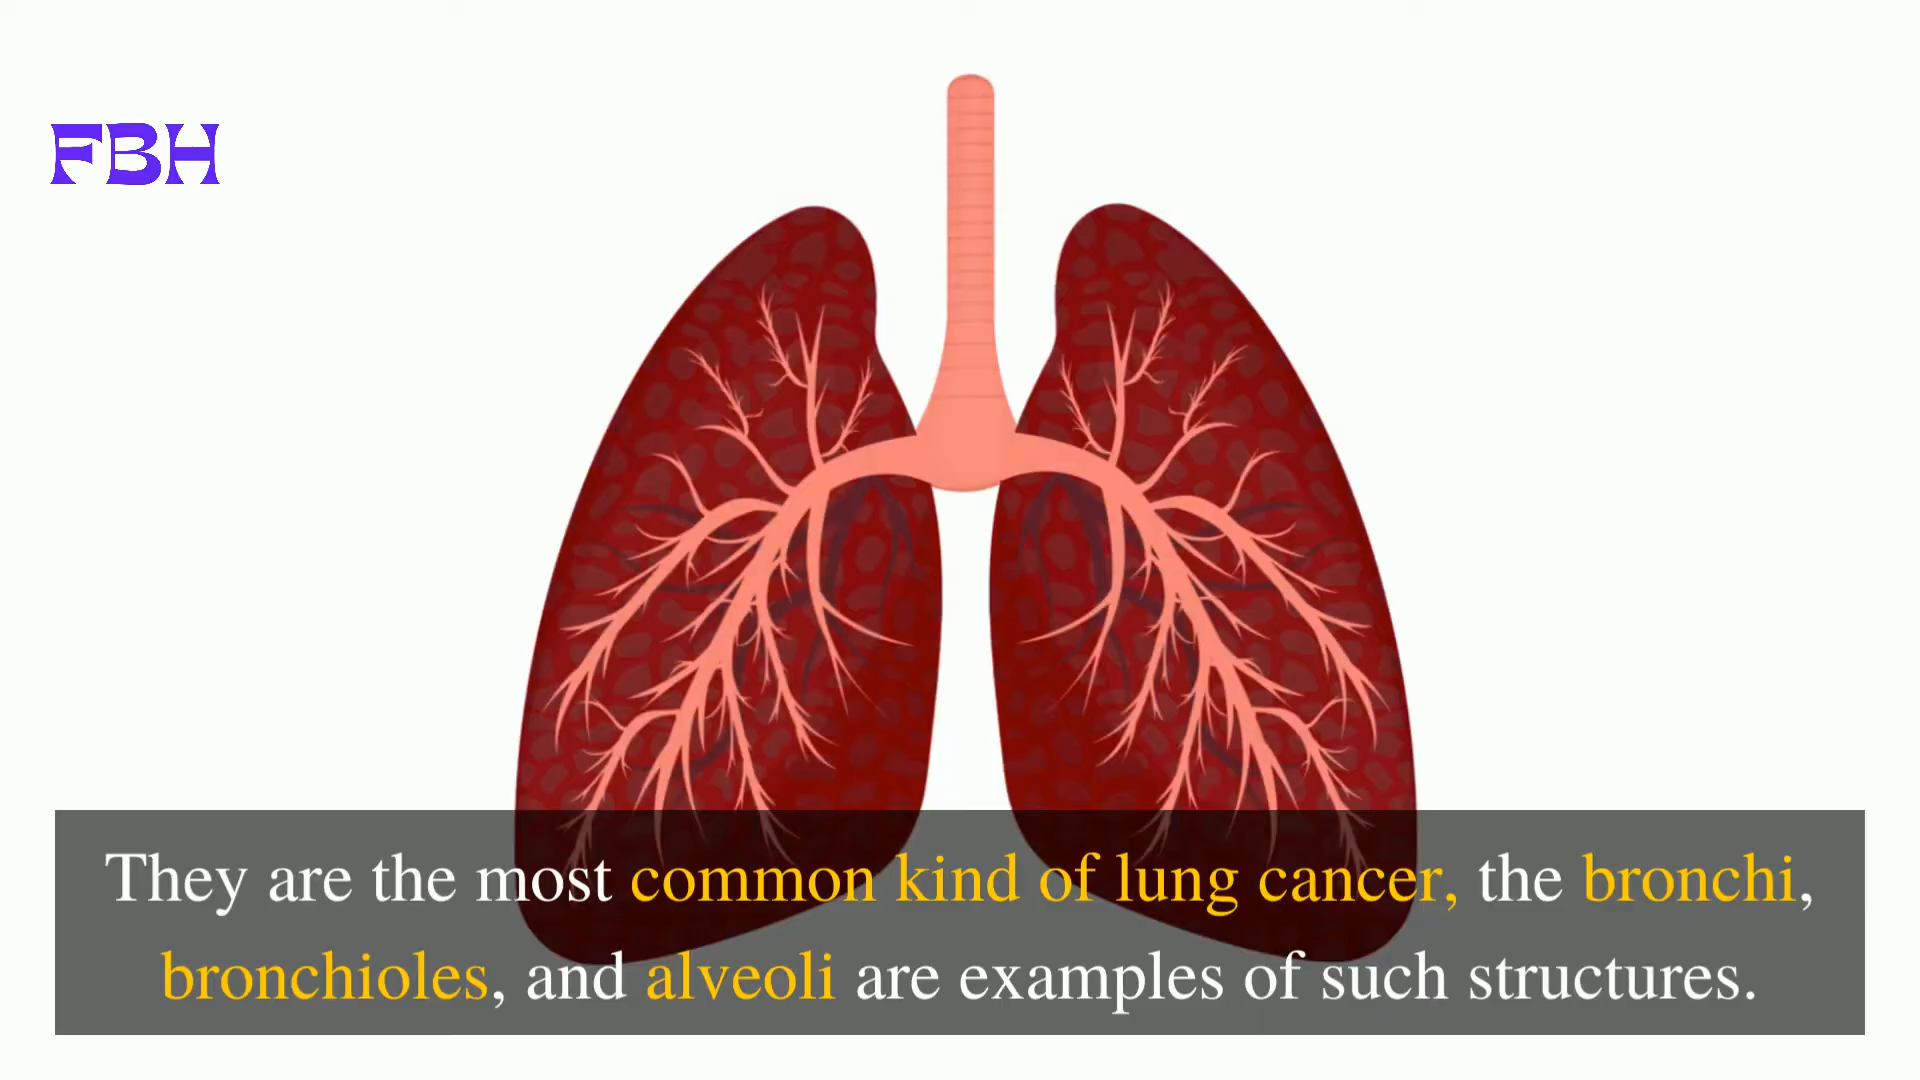 FBH
They are the most common kind of lung cancer, the bronchi,
bronchioles, and alveoli are examples of such structures.